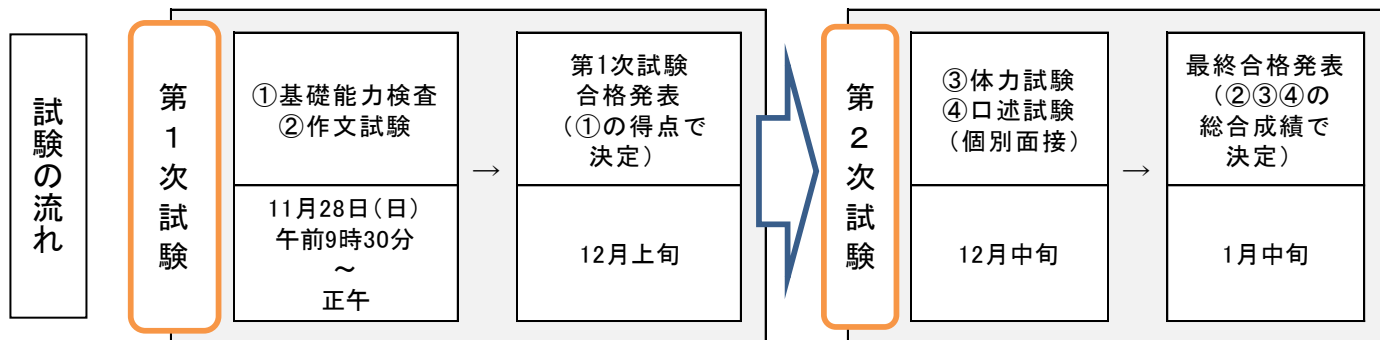 試験の流れ
第1次試験
①基礎能力検査
②作文試験
11月28日(日)
午前9時30分
～
正午
→
第1次試験
合格発表
(①の得点で
決定)
12月上旬
第2次試験
③体力試験
④口述試験
(個別面接)
12月中旬
→
最終合格発表
(②③④の
総合成績で
決定)
1月中旬